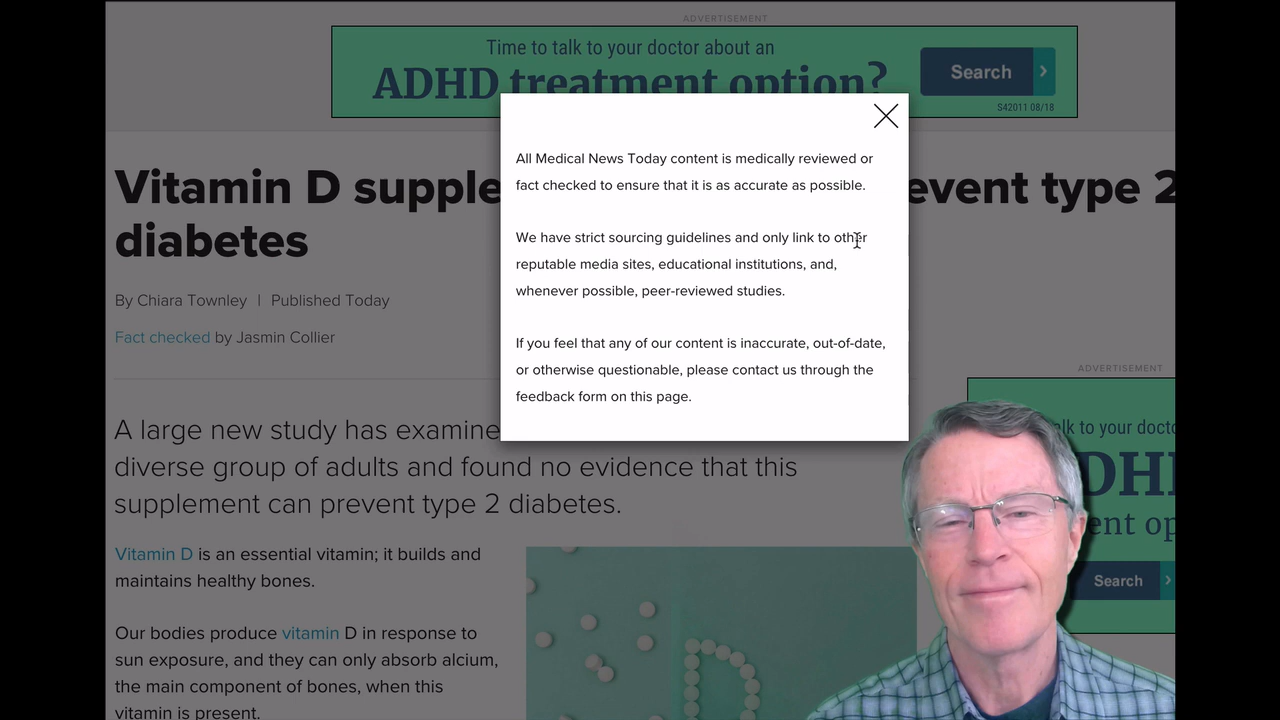 ADVERTISEMENT
Time to talk to your doctor about an
ADHD treatment option?
Search
S42011 08/18
Vitamin D supple event type 2
diabetes
By Chiara Townley | Published Today
Fact checked by Jasmin Collier
All Medical News Today content is medically reviewed or
fact checked to ensure that it is as accurate as possible.
We have strict sourcing guidelines and only link to other
reputable media sites, educational institutions, and,
whenever possible, peer-reviewed studies.
If you feel that any of our content is inaccurate, out-of-date,
or otherwise questionable, please contact us through the
feedback form on this page.
A large new study has examine
diverse group of adults and found no evidence that this
supplement can prevent type 2 diabetes.
Vitamin D is an essential vitamin; it builds and
maintains healthy bones.
Our bodies produce vitamin D in response to
sun exposure, and they can only absorb alcium,
the main component of bones, when this
vitamin is present.
D
ADVERTISEMENT
alk to your docto
DHD
ent op
Search